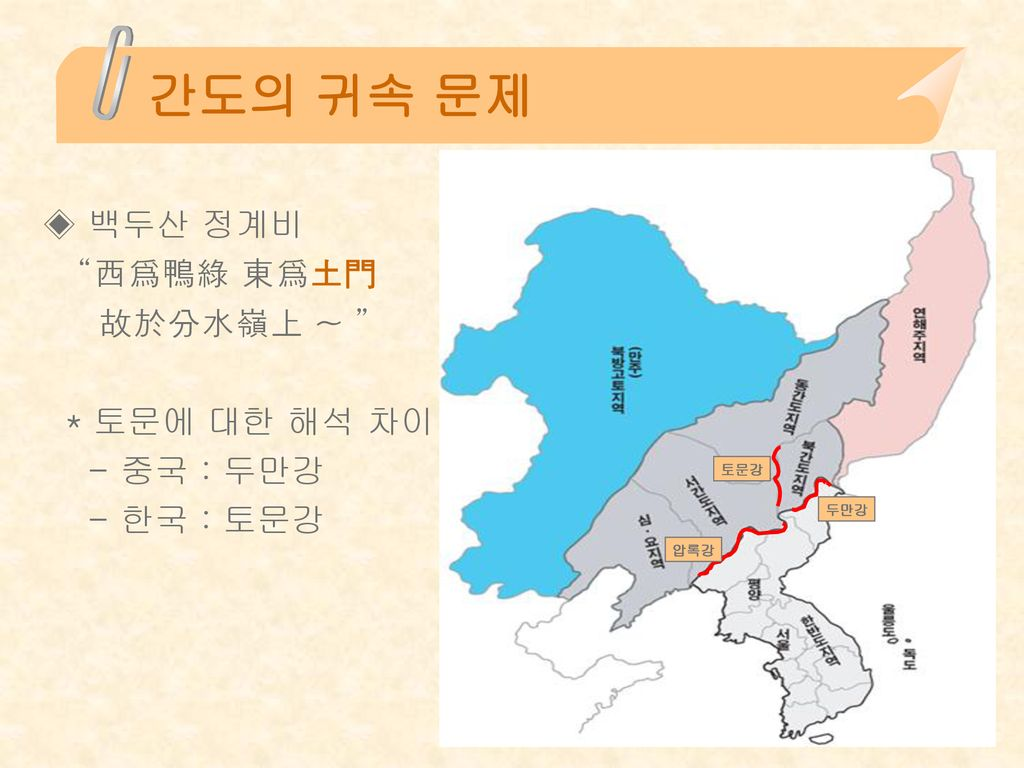 간도의 귀속 문제
◈ 백두산 정계비
“西爲鴨綠 東爲土門
故於分水嶺上 ~ ”
* 토문에 대한 해석 차이
- 중국 : 두만강
- 한국 : 토문강
연해주지역
(만주)
북방고토지역
동간도지역
북간도지역
토문강
서간도지역
두만강
심·요지역
압록강
평양
울릉도
독도
한반도지역
서울